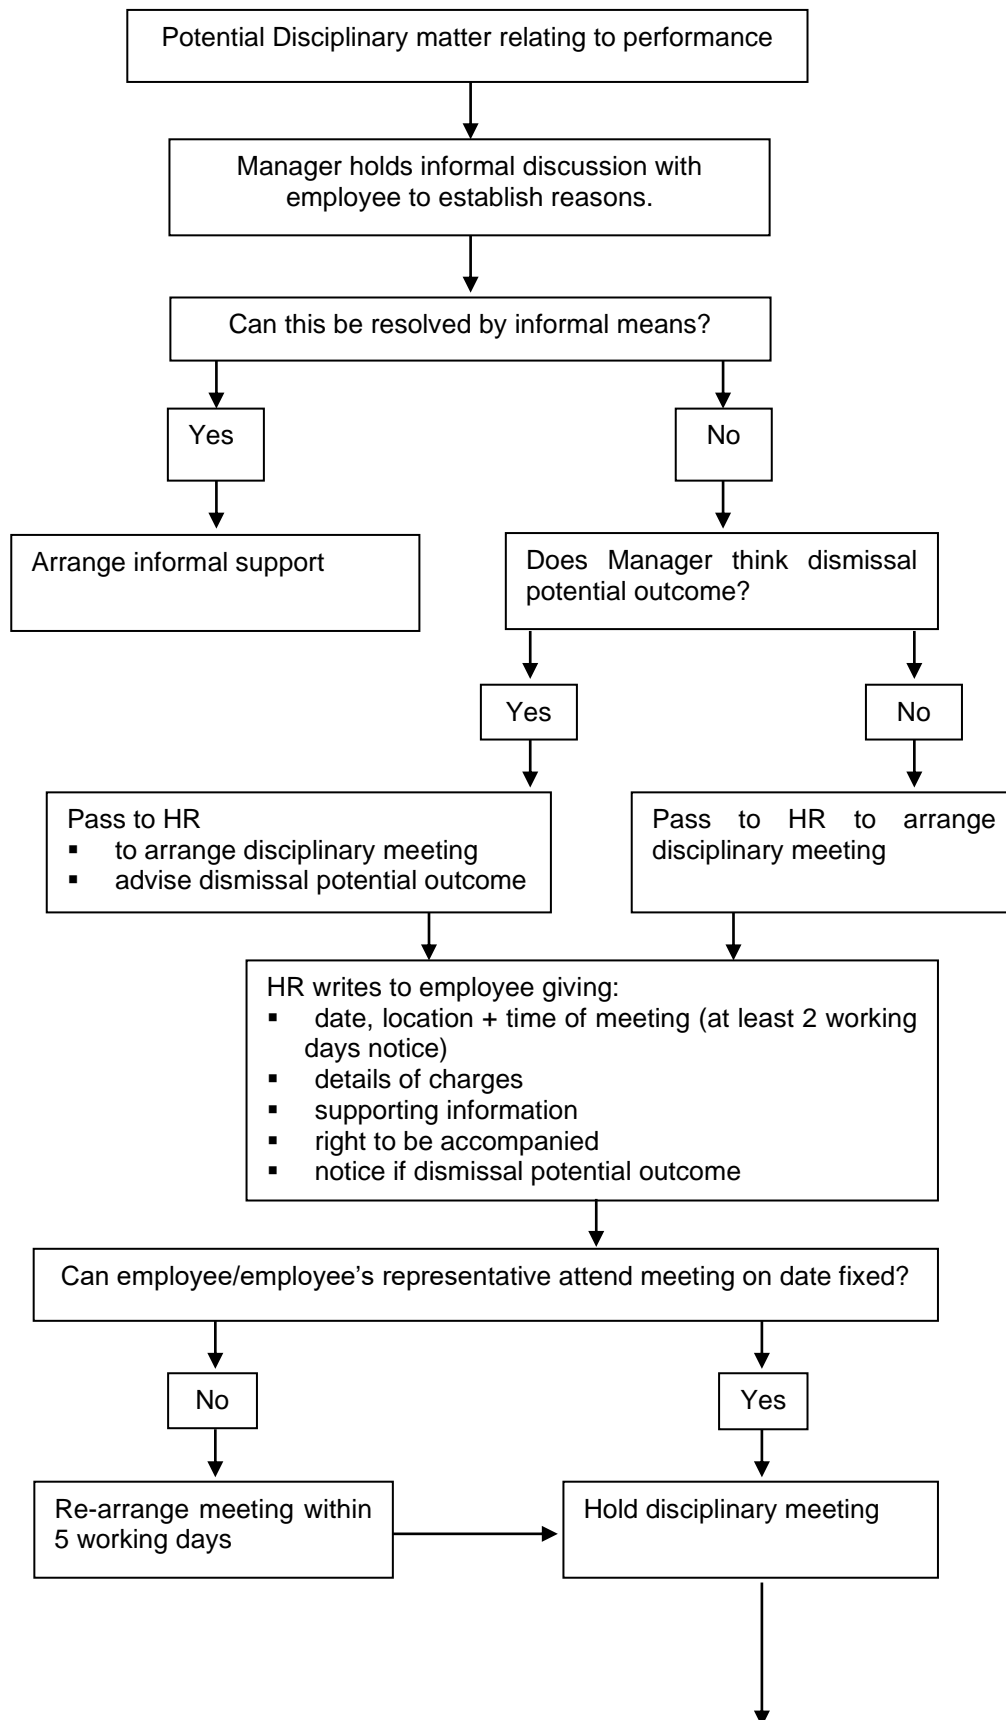 Potential Disciplinary matter relating to performance
Manager holds informal discussion with
employee to establish reasons.
Can this be resolved by informal means?
Yes
No
Arrange informal support
Does Manager think dismissal
potential outcome?
Yes
No
Pass to HR
▪ to arrange disciplinary meeting
▪ advise dismissal potential outcome
Pass to HR to arrange
disciplinary meeting
HR writes to employee giving:
▪ date, location + time of meeting (at least 2 working
days notice)
▪ details of charges
▪ supporting information
▪ right to be accompanied
▪ notice if dismissal potential outcome
Can employee/employee’s representative attend meeting on date fixed?
No
Yes
Re-arrange meeting within
5 working days
Hold disciplinary meeting